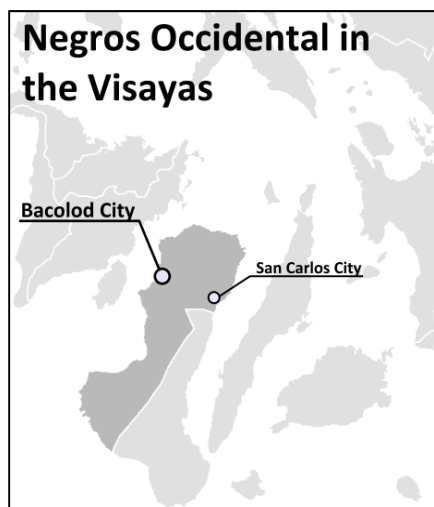 Negros Occidental in
the Visayas
Bacolod City
San Carlos City